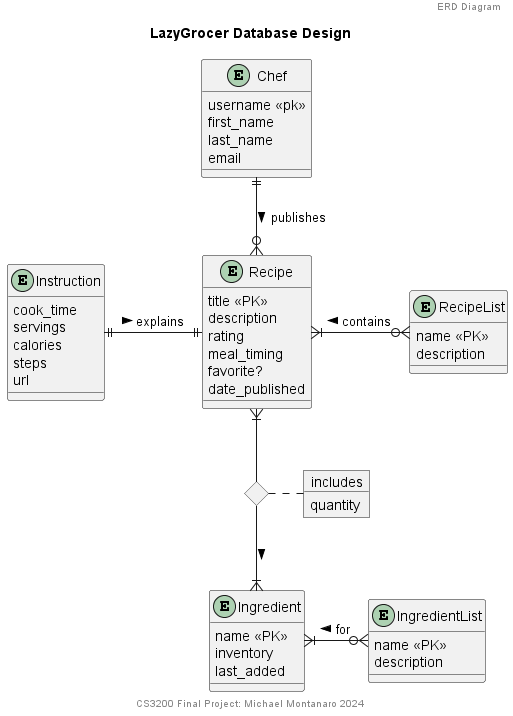 ERD Diagram
LazyGrocer Database Design
E Chef
username «pk»
first_name
last_name
email
publishes
E Recipe
title «PK»
description
rating
meal_timing
favorite?
date_published
E Instruction
cook_time
servings
calories
steps
url
explains
contains
E RecipeList
name «PK»
description
includes
quantity
E Ingredient
name «PK»
inventory
last_added
for
E IngredientList
name «PK»
description
CS3200 Final Project: Michael Montanaro 2024